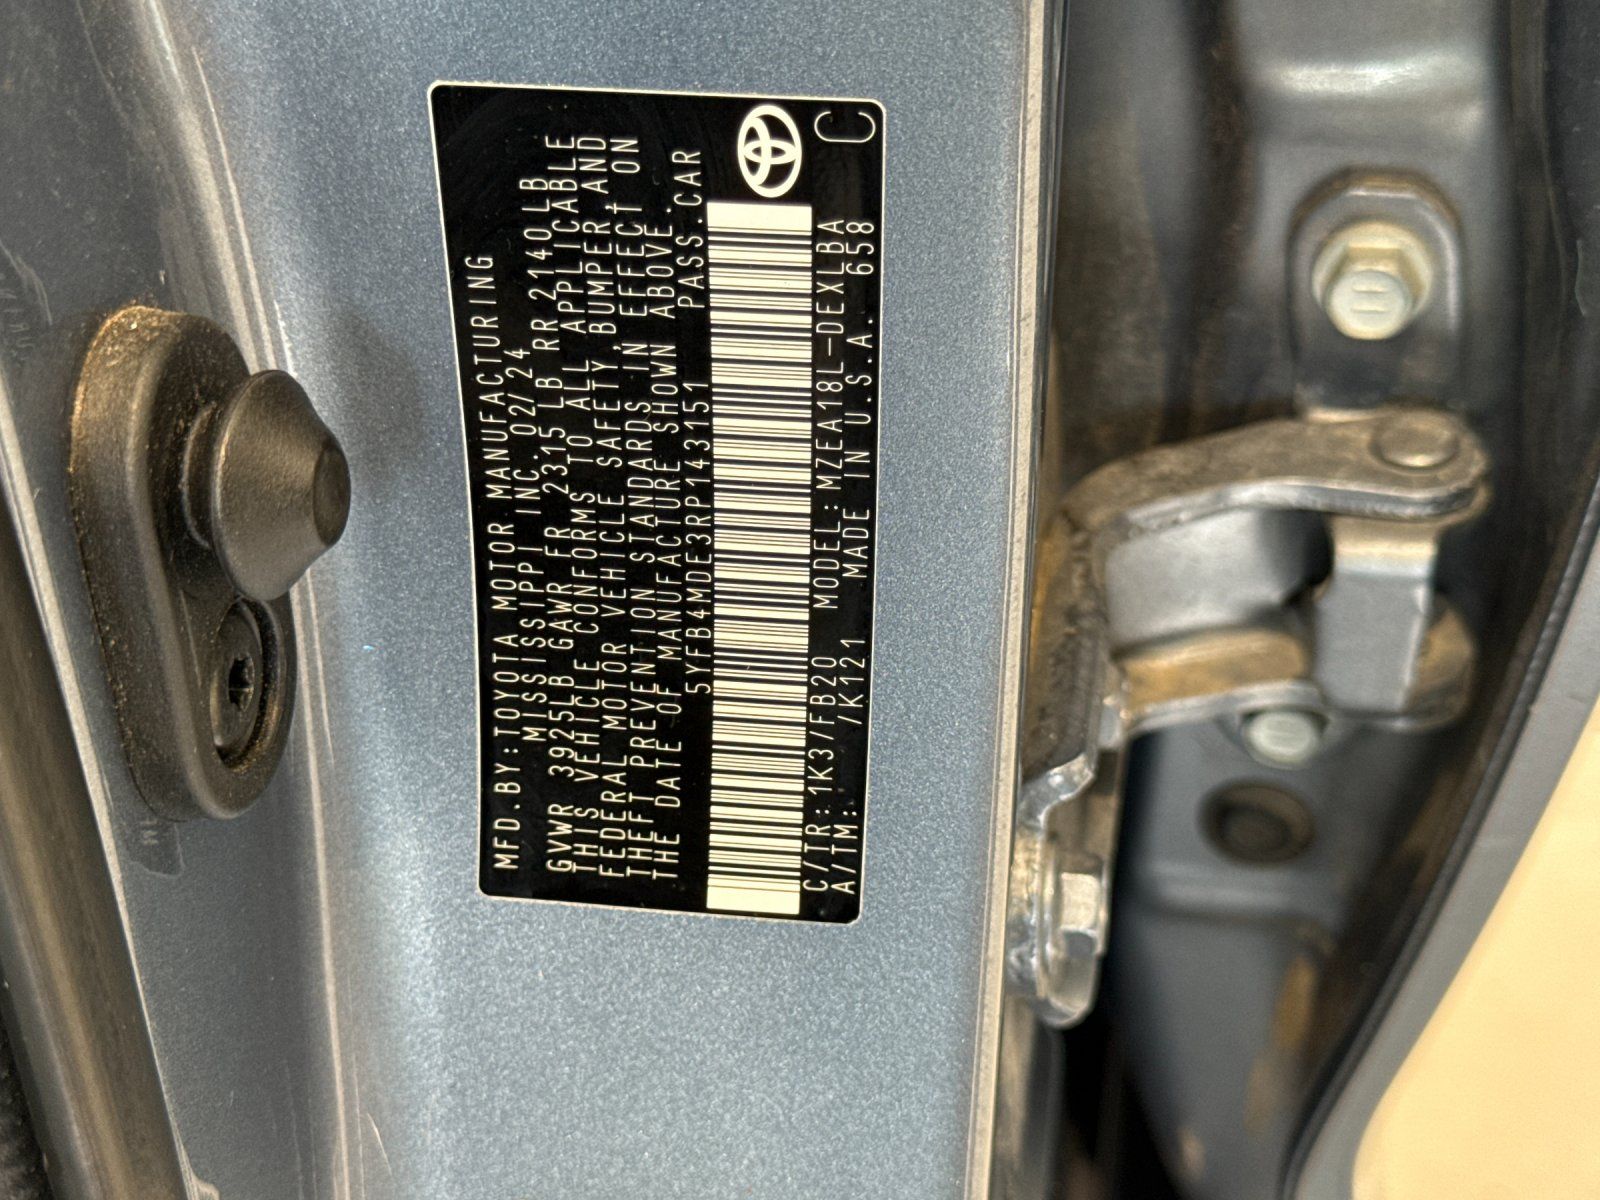 MFD.BY:TOYOTA MOTOR MANUFACTURING
MISSISSIPPI INC. 02/24
GVWR 3925LB GAWR FR 2315 LB RR 2140LB
THIS VEHICLE CONFORMS TO ALL APPLICABLE
FEDERAL MOTOR VEHICLE SAFETY, BUMPER, AND
THEFT PREVENTION STANDARDS IN EFFECT ON
THE DATE OF MANUFACTURE SHOWN ABOVE.
5YFB4MDE3RP143151 PASS.CAR
C/TR:1K3/FB20 MODEL:MZEA18L-DEXLBA C
A/TM: /K121 MADE IN U.S.A. 658